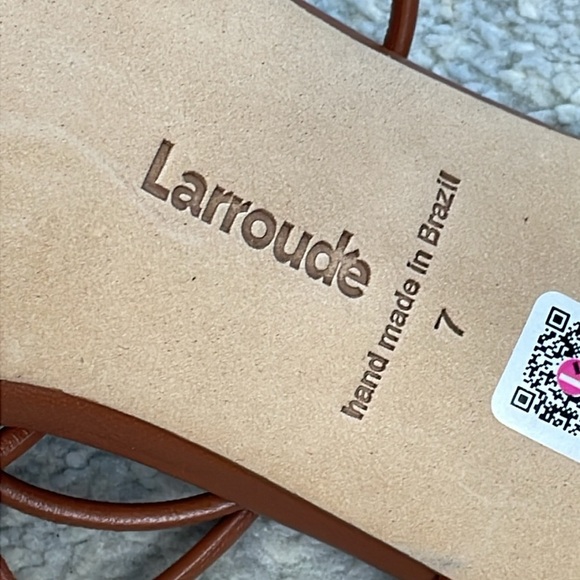 Larroudé
hand made in Brazil
7